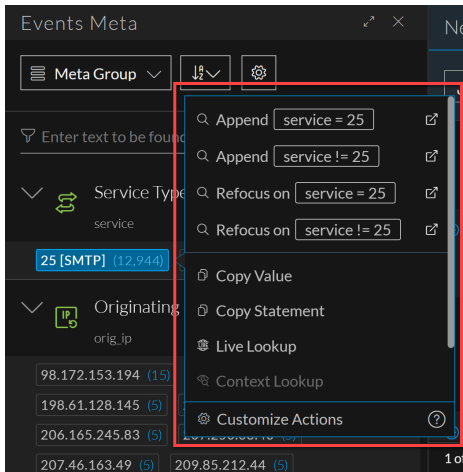 Events Meta
Meta Group
Enter text to be foun
Append service = 25
Append service != 25
Refocus on service = 25
Refocus on service != 25
Service Type
service
25 [SMTP] (12,944)
Copy Value
Copy Statement
Live Lookup
Context Lookup
Customize Actions
Originating
orig_ip
98.172.153.194 (15)
198.61.128.145 (5)
206.165.245.83 (5)
207.46.163.49 (5) 209.85.212.44 (5)
1 o